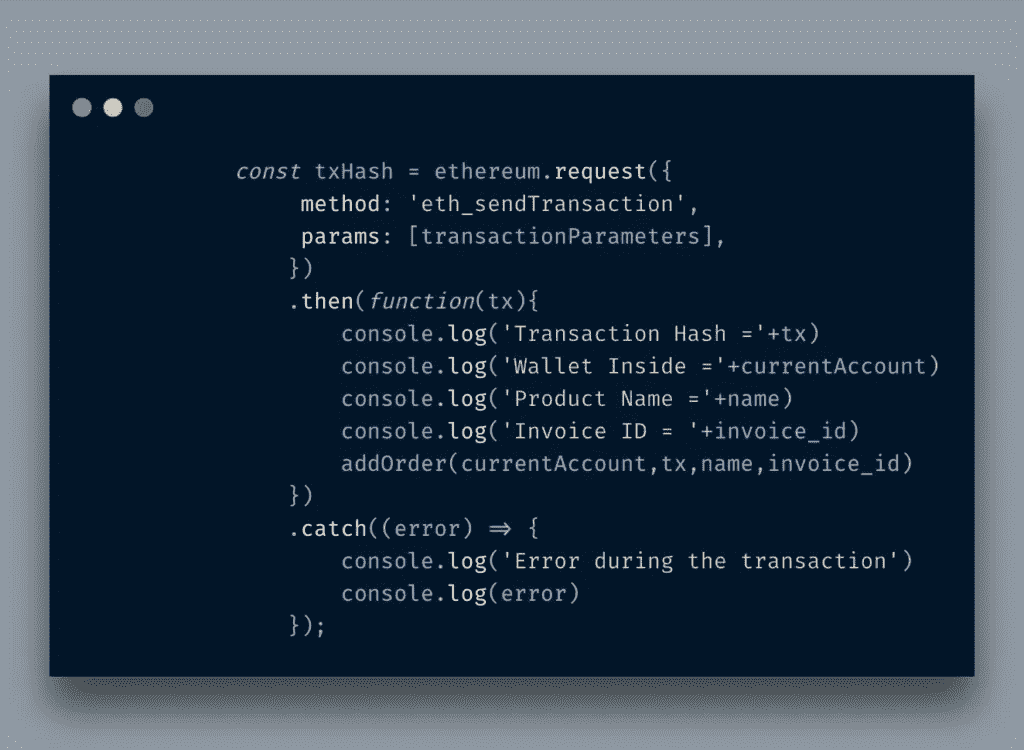 const txHash = ethereum.request({
method: 'eth_sendTransaction',
params: [transactionParameters],
})
.then(function(tx){
console.log('Transaction Hash ='+tx)
console.log('Wallet Inside ='+currentAccount)
console.log('Product Name ='+name)
console.log('Invoice ID = '+invoice_id)
addOrder(currentAccount,tx,name,invoice_id)
})
.catch((error) => {
console.log('Error during the transaction')
console.log(error)
});